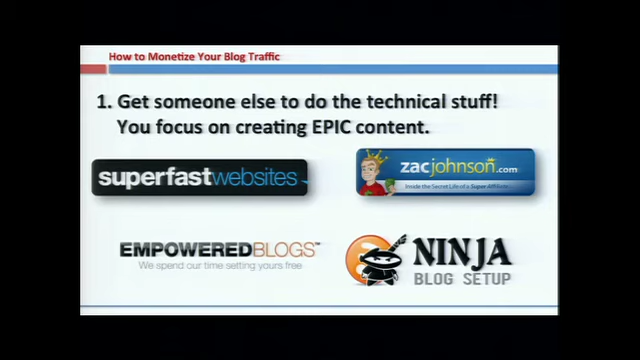 How to Monetize Your Blog Traffic
1. Get someone else to do the technical stuff!
You focus on creating EPIC content.
superfastwebsites
zacjohnson.com
Inside the Secret Life of a Super Affiliate
EMPOWEREDBLOGS™
We spend our time setting yours free
NINJA
BLOG SETUP